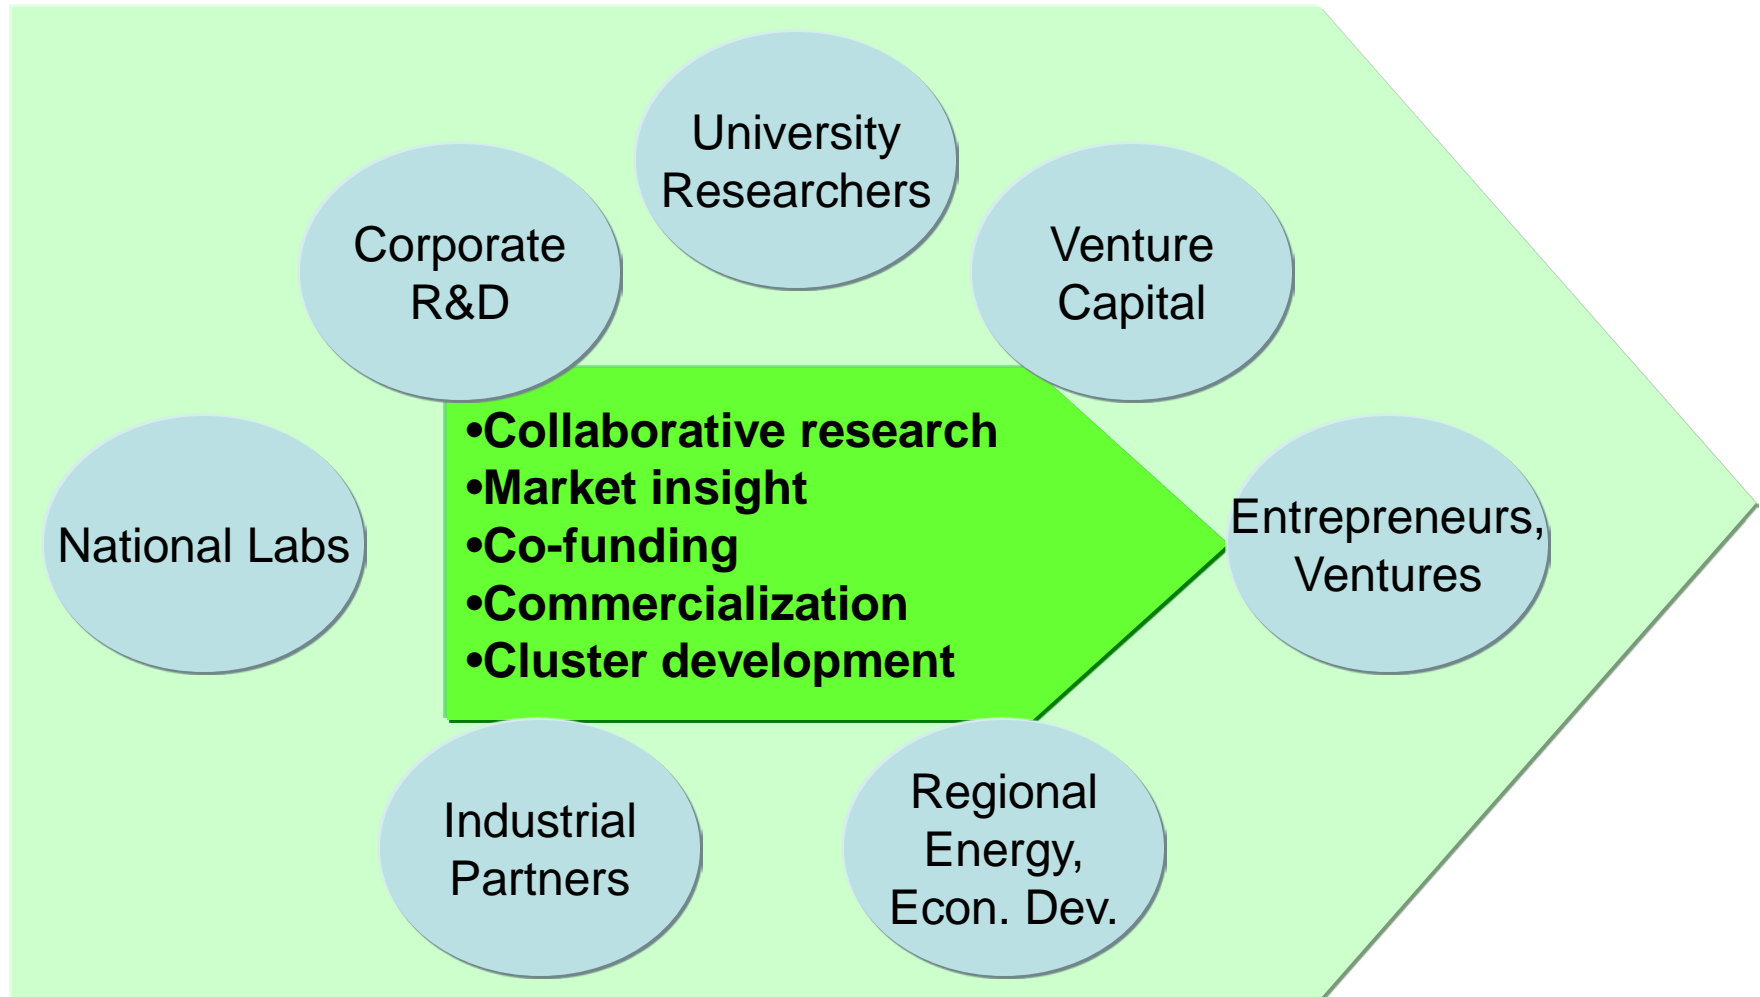 University
Researchers
Corporate
R&D
Venture
Capital
•Collaborative research
•Market insight
•Co-funding
•Commercialization
•Cluster development
National Labs
Entrepreneurs,
Ventures
Industrial
Partners
Regional
Energy,
Econ. Dev.